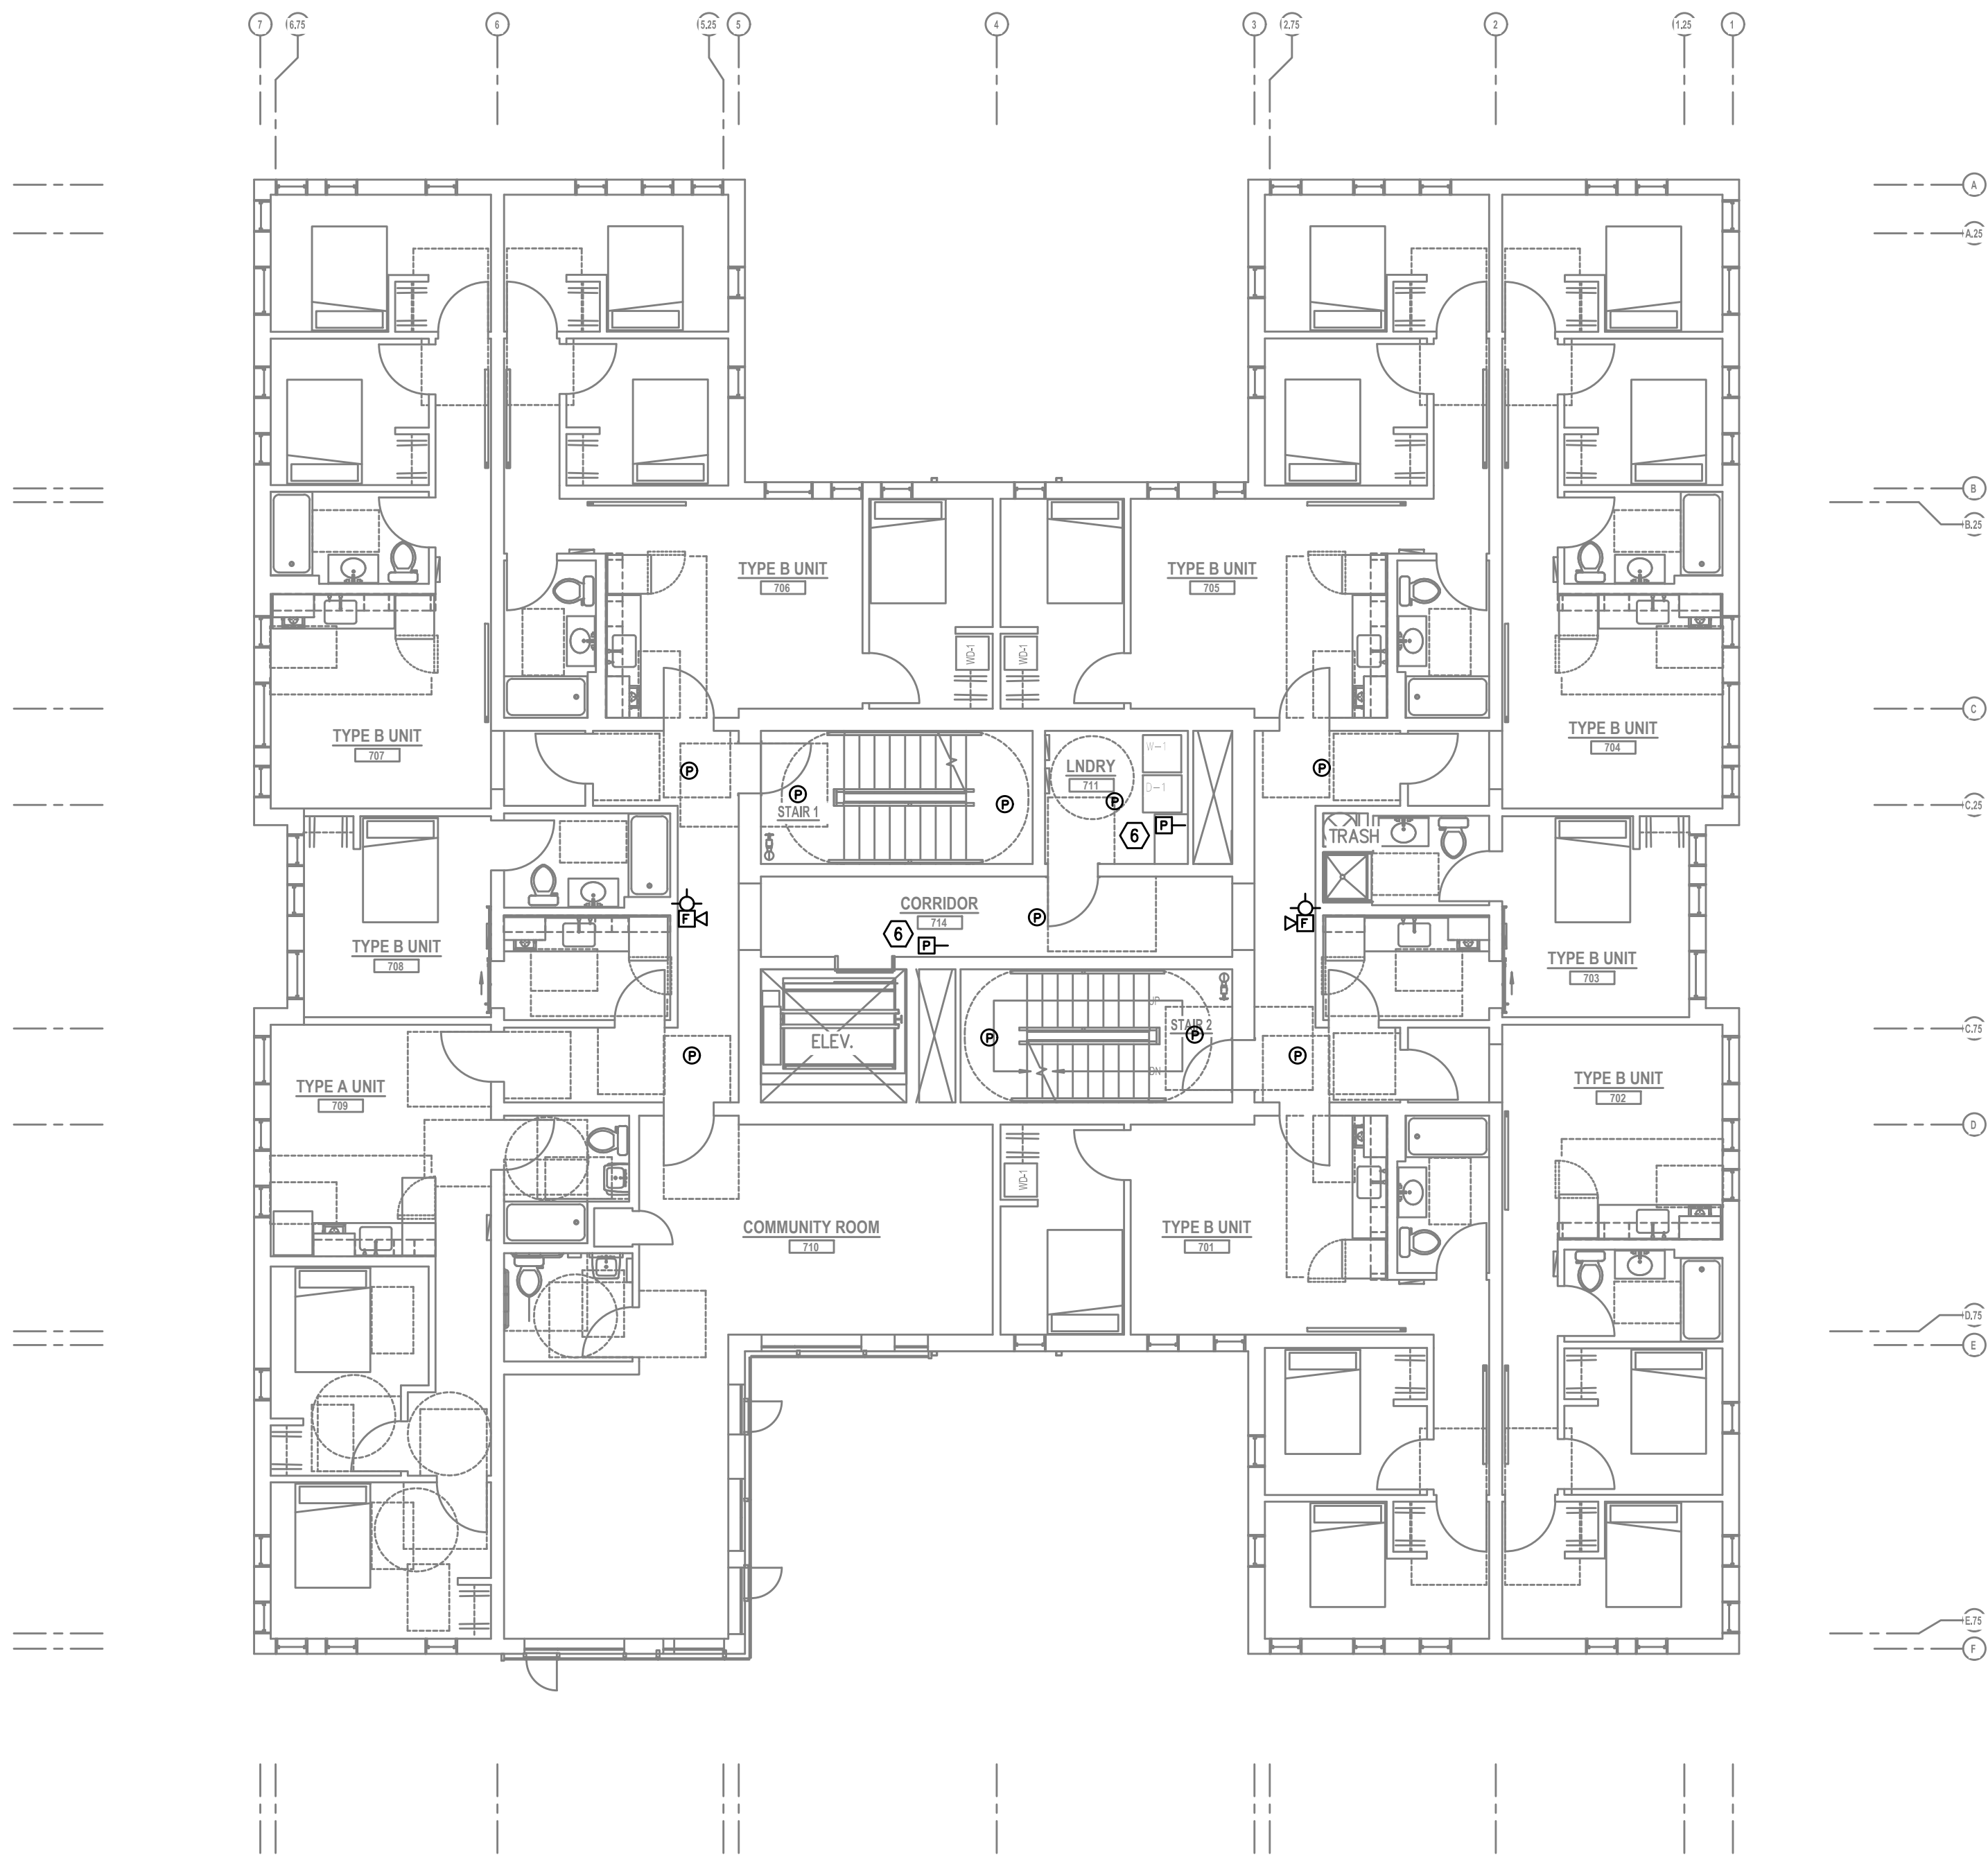 7 6.75 6 5.25 5 4 3 2.75 2 1.25 1
A
A.25
B
B.25
TYPE B UNIT
706
TYPE B UNIT
705
WD-1 WD-1
C
TYPE B UNIT
707
TYPE B UNIT
704
W-1
LNDRY
711
D-1
P
P
P
P
P
C.25
STAIR 1
P
6
TRASH
CORRIDOR
714
P
F
F
6
P
TYPE B UNIT
708
TYPE B UNIT
703
UP
STAIR 2
C.75
P
P
ELEV.
P
P
DN
TYPE A UNIT
709
TYPE B UNIT
702
D
WD-1
COMMUNITY ROOM
710
TYPE B UNIT
701
D.75
E
E.75
F